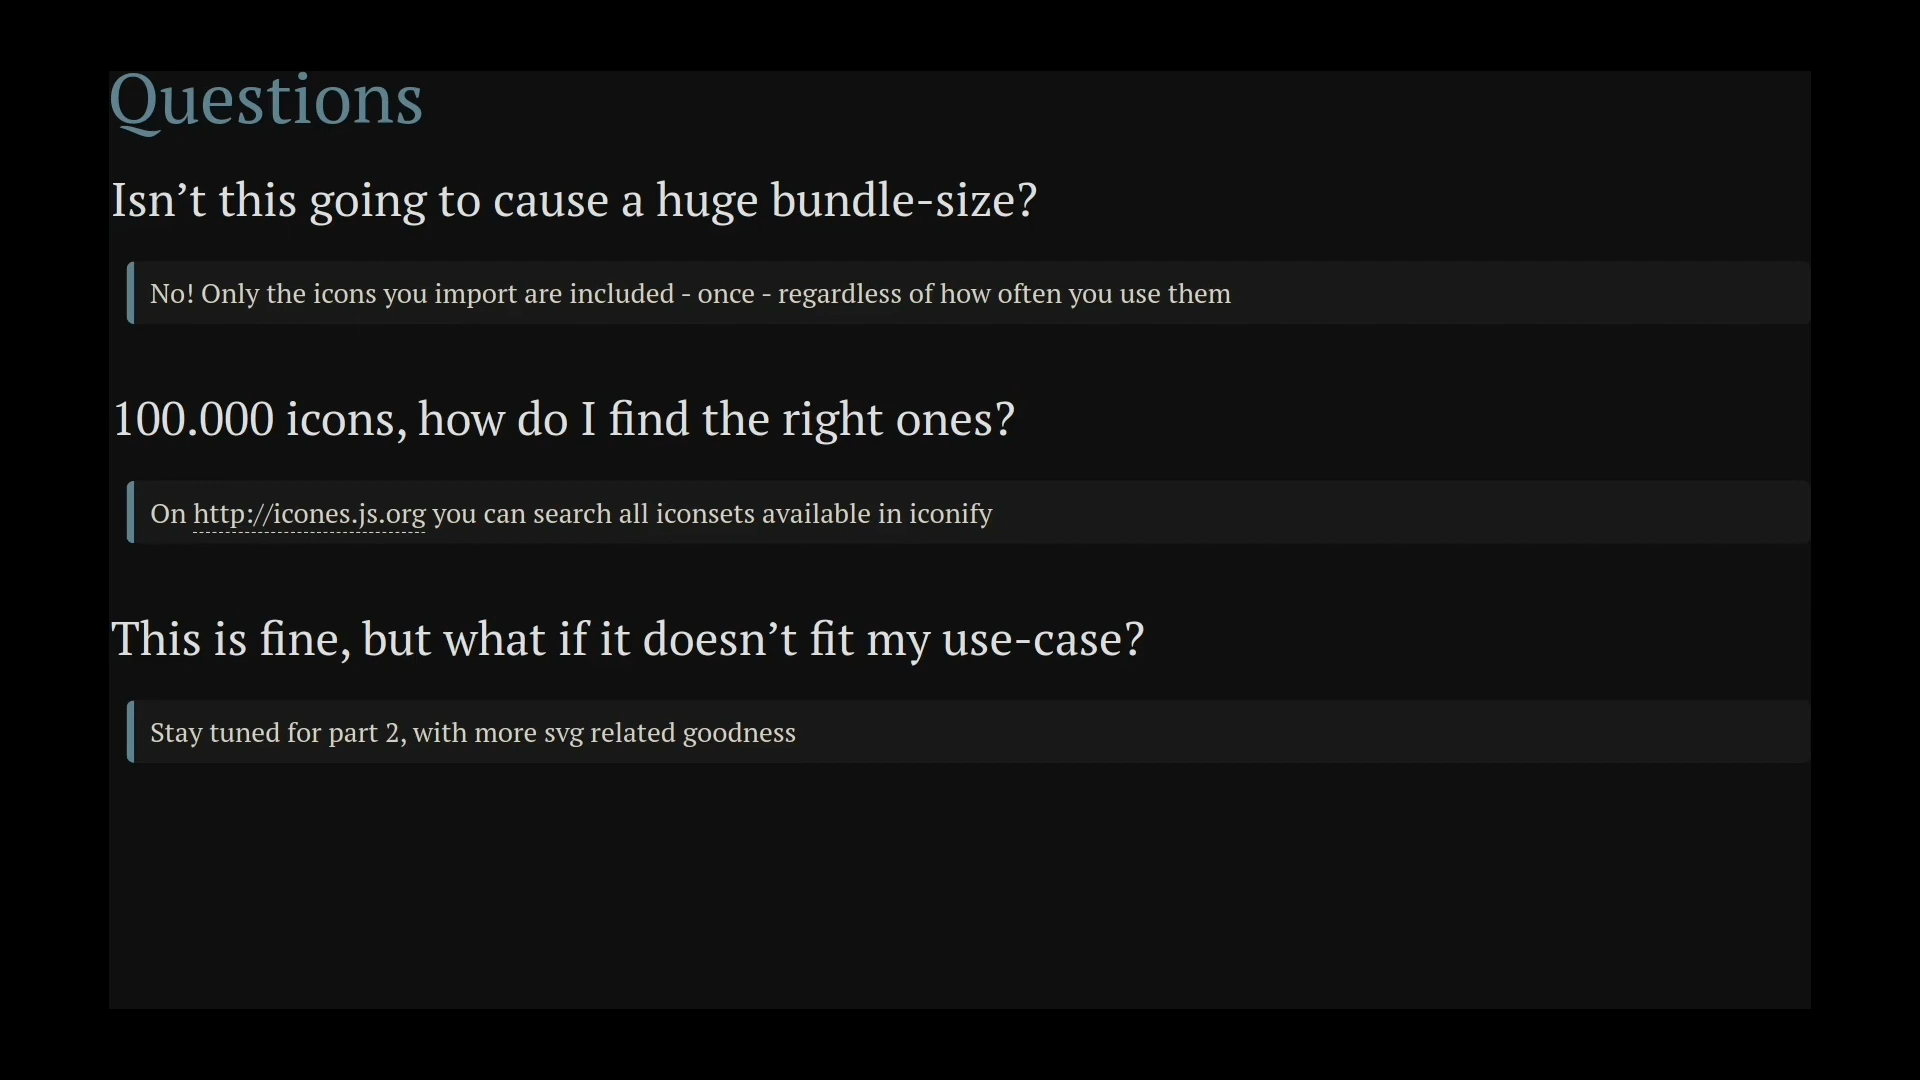 Questions
Isn’t this going to cause a huge bundle-size?
No! Only the icons you import are included - once - regardless of how often you use them
100.000 icons, how do I find the right ones?
On http://icones.js.org you can search all iconsets available in iconify
This is fine, but what if it doesn’t fit my use-case?
Stay tuned for part 2, with more svg related goodness